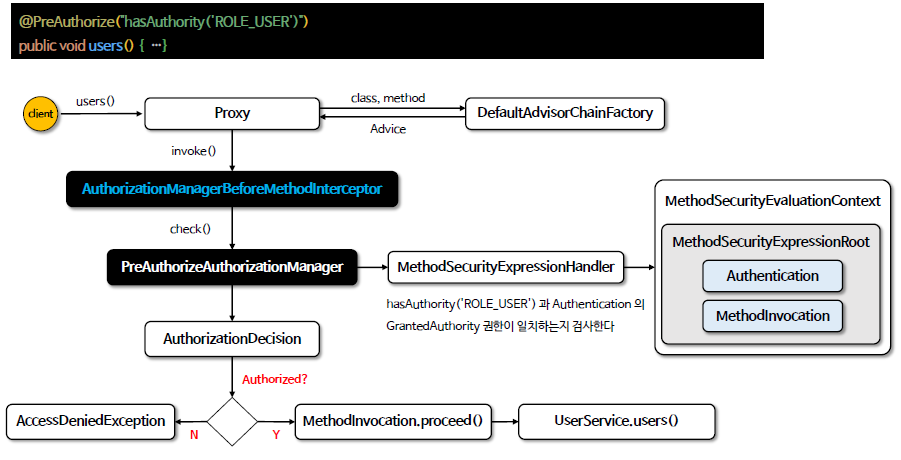 @PreAuthorize("hasAuthority('ROLE_USER')")
public void users() { ⋯}
client
users()
Proxy
class, method
Advice
DefaultAdvisorChainFactory
invoke()
AuthorizationManagerBeforeMethodInterceptor
check()
PreAuthorizeAuthorizationManager
MethodSecurityExpressionHandler
hasAuthority('ROLE_USER') 과 Authentication 의
GrantedAuthority 권한이 일치하는지 검사한다
MethodSecurityEvaluationContext
MethodSecurityExpressionRoot
Authentication
MethodInvocation
AuthorizationDecision
Authorized?
AccessDeniedException
N
Y
MethodInvocation.proceed()
UserService.users()